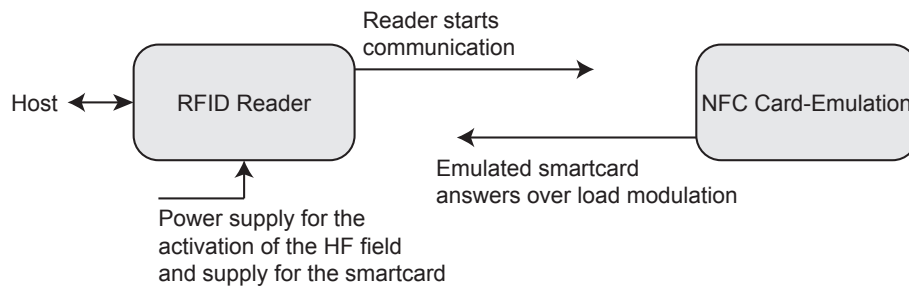 Reader starts
communication
Host
RFID Reader
NFC Card-Emulation
Emulated smartcard
answers over load modulation
Power supply for the
activation of the HF field
and supply for the smartcard